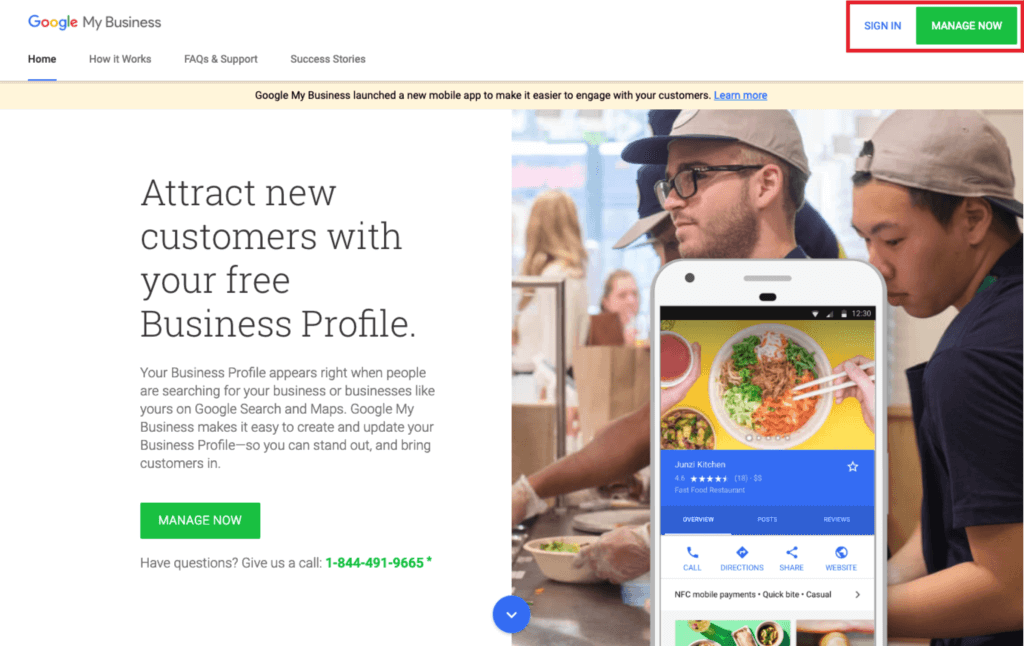 Google My Business
SIGN IN
MANAGE NOW
Home
How it Works
FAQs & Support
Success Stories
Google My Business launched a new mobile app to make it easier to engage with your customers. Learn more
Attract new
customers with
your free
Business Profile.
Your Business Profile appears right when people
are searching for your business or businesses like
yours on Google Search and Maps. Google My
Business makes it easy to create and update your
Business Profile—so you can stand out, and bring
customers in.
MANAGE NOW
Have questions? Give us a call: 1-844-491-9665 *
12:30
Junzi Kitchen
4.6 ★★★★★ (18) · $$
Fast Food Restaurant
OVERVIEW
POSTS
REVIEWS
CALL
DIRECTIONS
SHARE
WEBSITE
NFC mobile payments • Quick bite • Casual